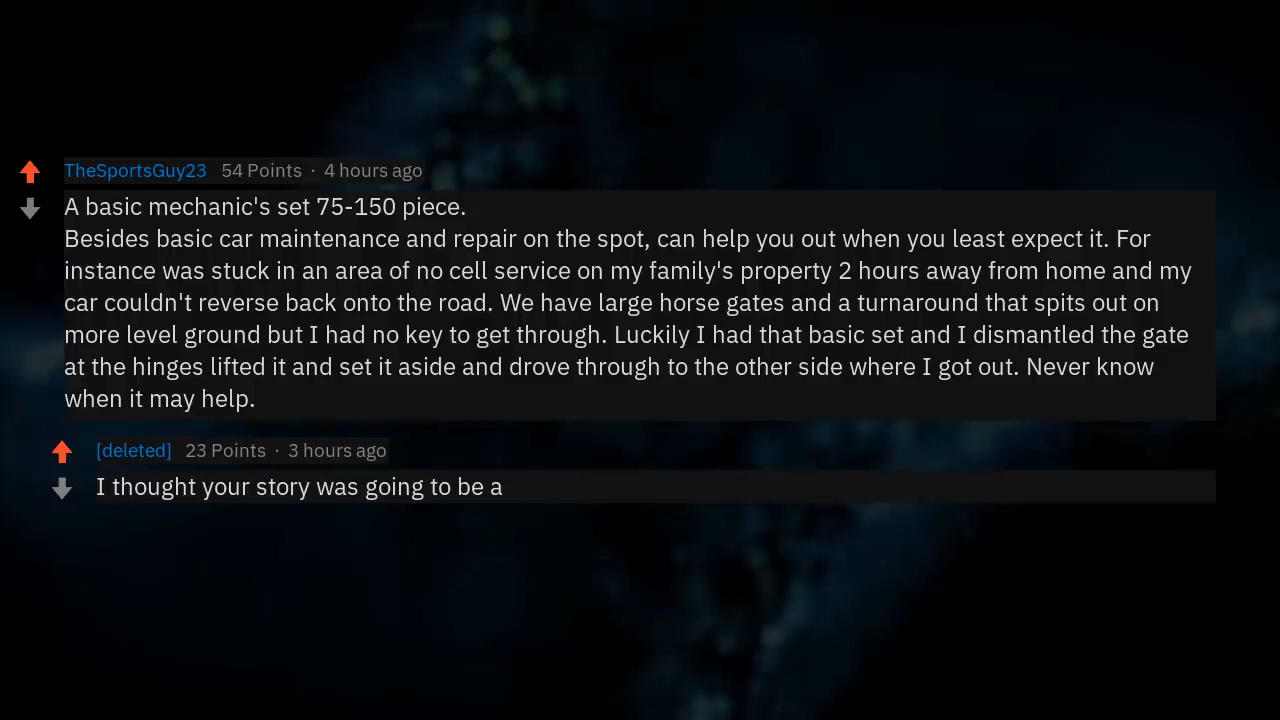 TheSportsGuy23 54 Points · 4 hours ago
A basic mechanic's set 75-150 piece.
Besides basic car maintenance and repair on the spot, can help you out when you least expect it. For
instance was stuck in an area of no cell service on my family's property 2 hours away from home and my
car couldn't reverse back onto the road. We have large horse gates and a turnaround that spits out on
more level ground but I had no key to get through. Luckily I had that basic set and I dismantled the gate
at the hinges lifted it and set it aside and drove through to the other side where I got out. Never know
when it may help.
[deleted] 23 Points · 3 hours ago
I thought your story was going to be a